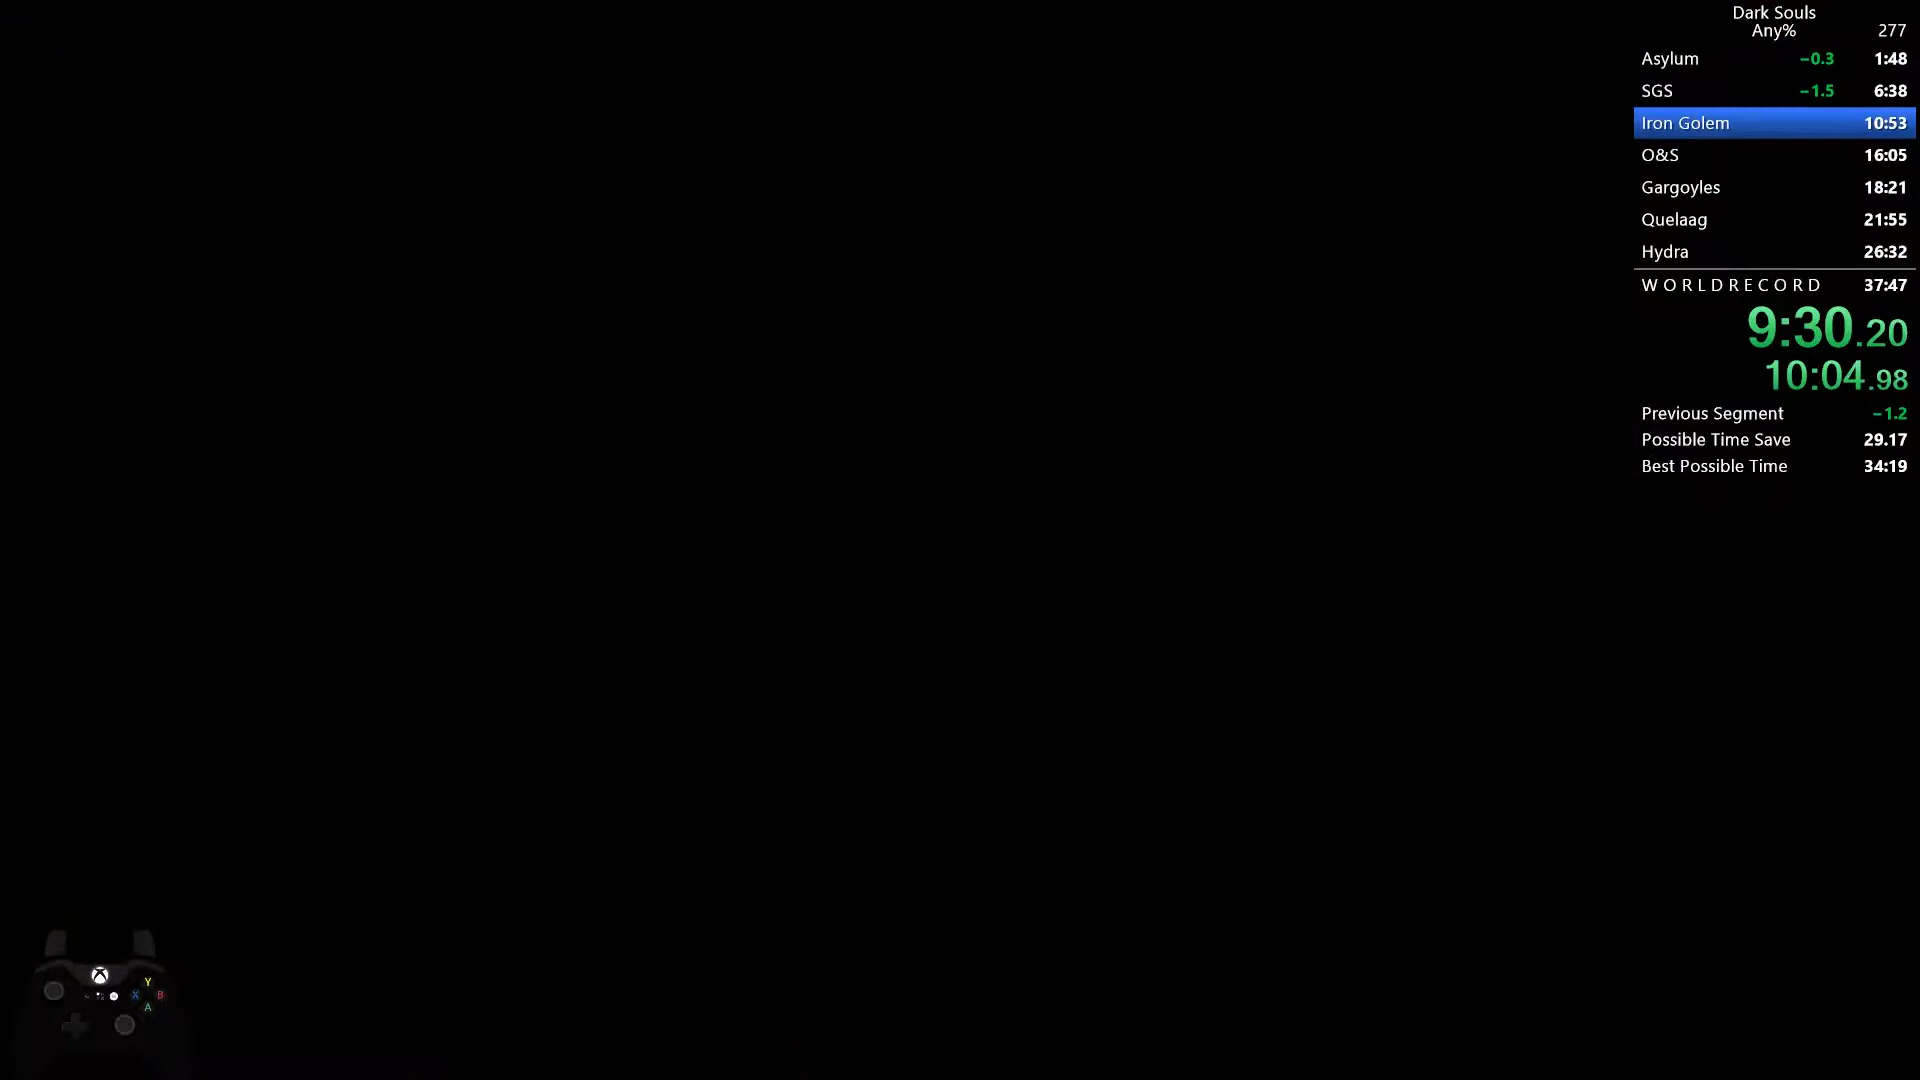 Dark Souls
Any% 277
Asylum −0.3 1:48
SGS −1.5 6:38
Iron Golem 10:53
O&S 16:05
Gargoyles 18:21
Quelaag 21:55
Hydra 26:32
W O R L D R E C O R D 37:47
9:30.20
10:04.98
Previous Segment −1.2
Possible Time Save 29.17
Best Possible Time 34:19
Y
X B
A